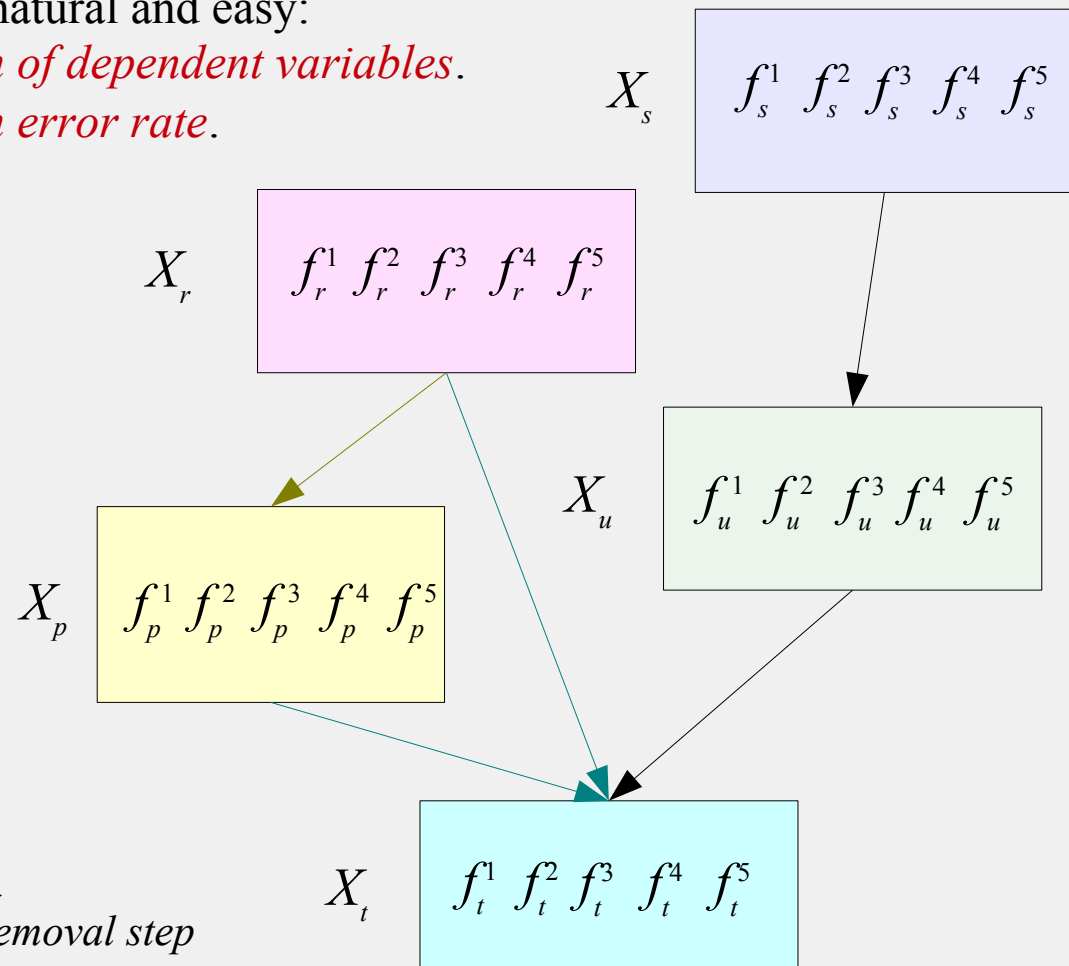 natural and easy:
of dependent variables.
error rate.
X_s f_s^1 f_s^2 f_s^3 f_s^4 f_s^5
X_r f_r^1 f_r^2 f_r^3 f_r^4 f_r^5
X_u f_u^1 f_u^2 f_u^3 f_u^4 f_u^5
X_p f_p^1 f_p^2 f_p^3 f_p^4 f_p^5
X_t f_t^1 f_t^2 f_t^3 f_t^4 f_t^5
emoval step